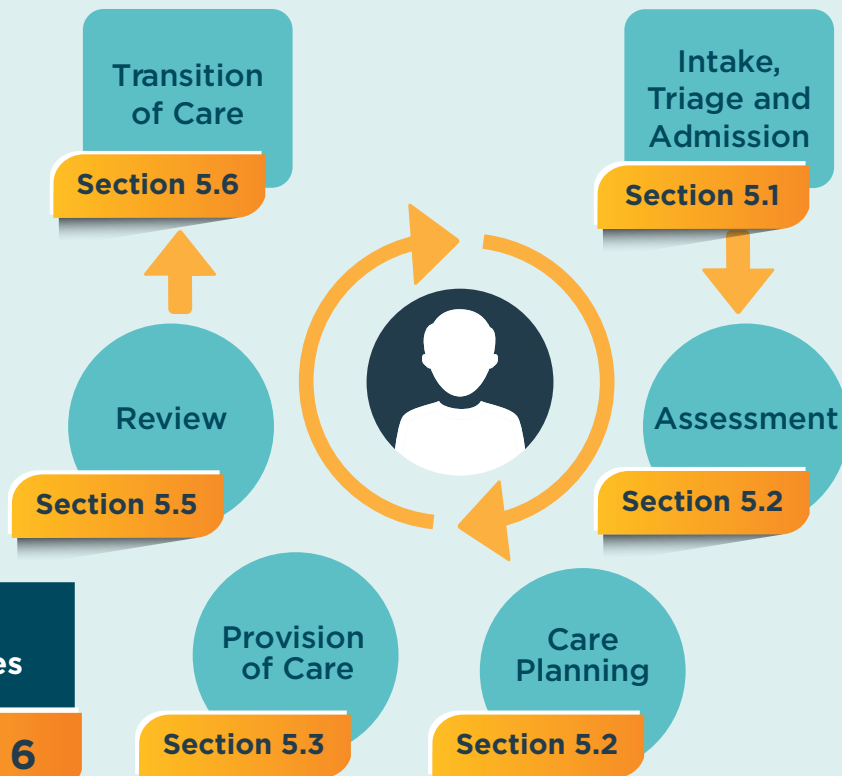 Transition
of Care
Section 5.6
Intake,
Triage and
Admission
Section 5.1
Review
Section 5.5
Assessment
Section 5.2
Provision
of Care
Section 5.3
Care
Planning
Section 5.2
es
6